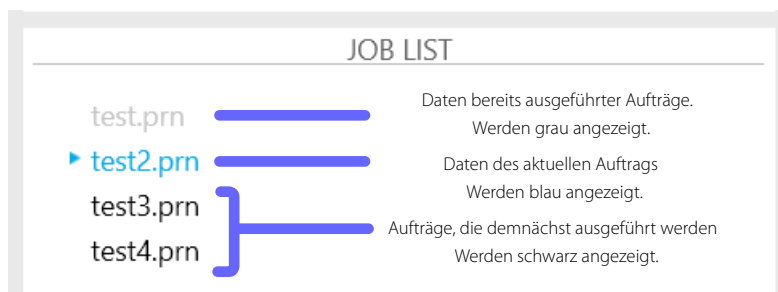 JOB LIST
test.prn
Daten bereits ausgeführter Aufträge.
Werden grau angezeigt.
test2.prn
Daten des aktuellen Auftrags
Werden blau angezeigt.
test3.prn
test4.prn
Aufträge, die demnächst ausgeführt werden
Werden schwarz angezeigt.